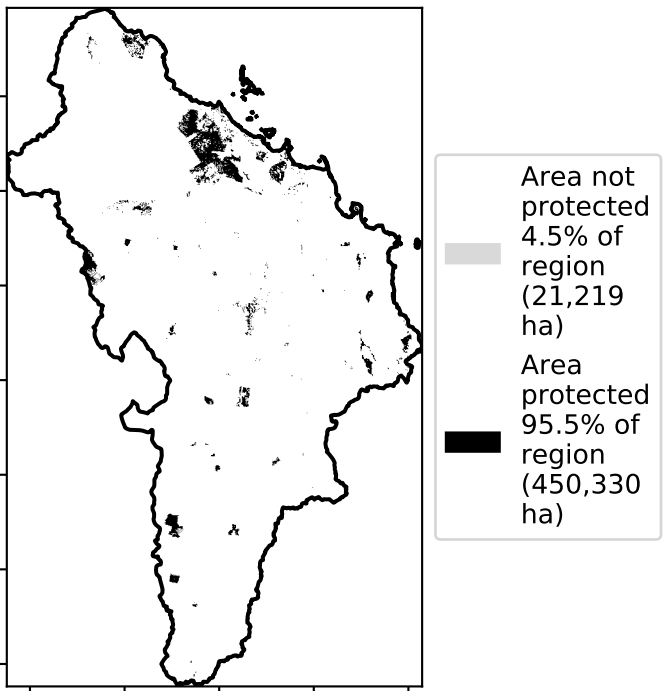 Area not
protected
4.5% of
region
(21,219
ha)
Area
protected
95.5% of
region
(450,330
ha)